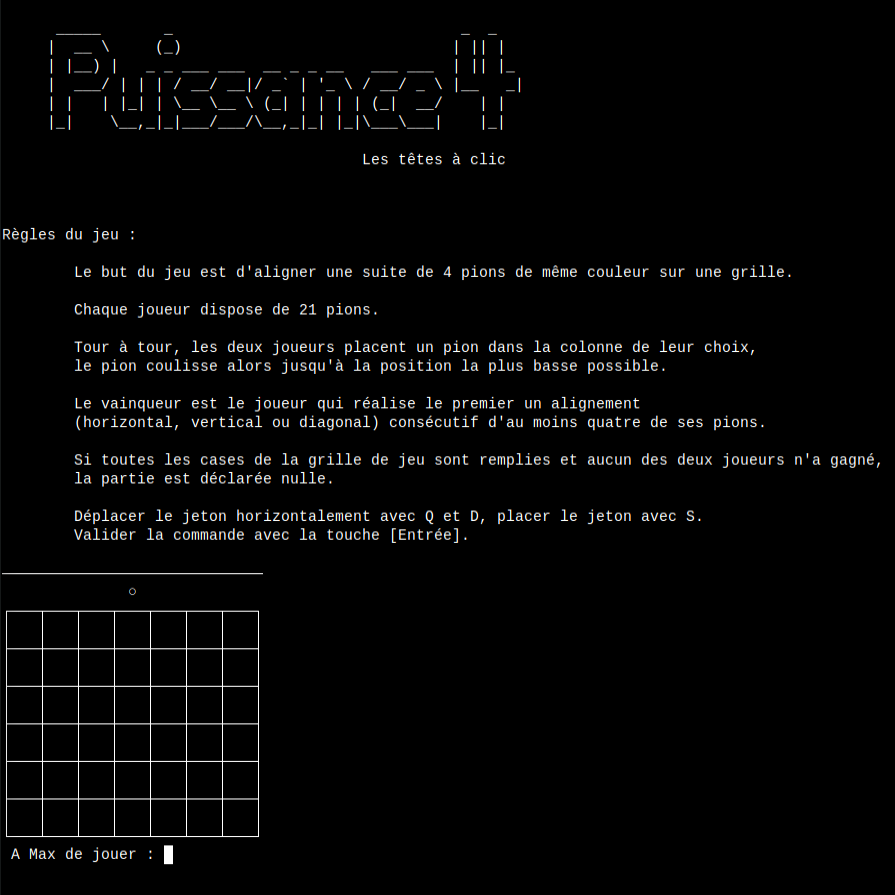 Puissance 4
Les têtes à clic
Règles du jeu :
Le but du jeu est d'aligner une suite de 4 pions de même couleur sur une grille.
Chaque joueur dispose de 21 pions.
Tour à tour, les deux joueurs placent un pion dans la colonne de leur choix,
le pion coulisse alors jusqu'à la position la plus basse possible.
Le vainqueur est le joueur qui réalise le premier un alignement
(horizontal, vertical ou diagonal) consécutif d'au moins quatre de ses pions.
Si toutes les cases de la grille de jeu sont remplies et aucun des deux joueurs n'a gagné,
la partie est déclarée nulle.
Déplacer le jeton horizontalement avec Q et D, placer le jeton avec S.
Valider la commande avec la touche [Entrée].
A Max de jouer :